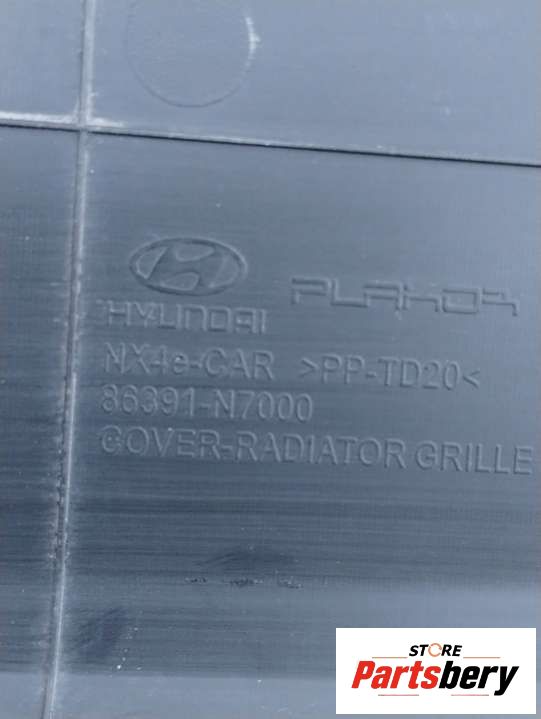 HYUNDAI PLAKOR
NX4e-CAR >PP-TD20<
86391-N7000
COVER-RADIATOR GRILLE
STORE
Partsbery